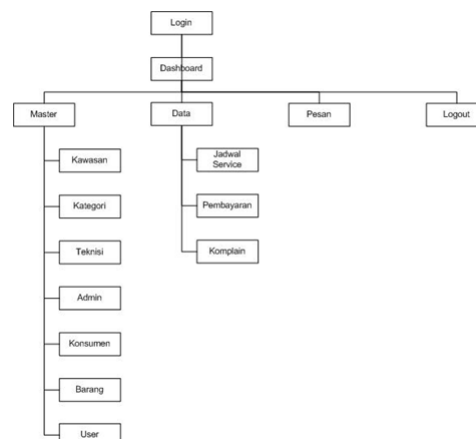 Login
Dashboard
Master
Data
Pesan
Logout
Kawasan
Kategori
Teknisi
Admin
Konsumen
Barang
User
Jadwal
Service
Pembayaran
Komplain